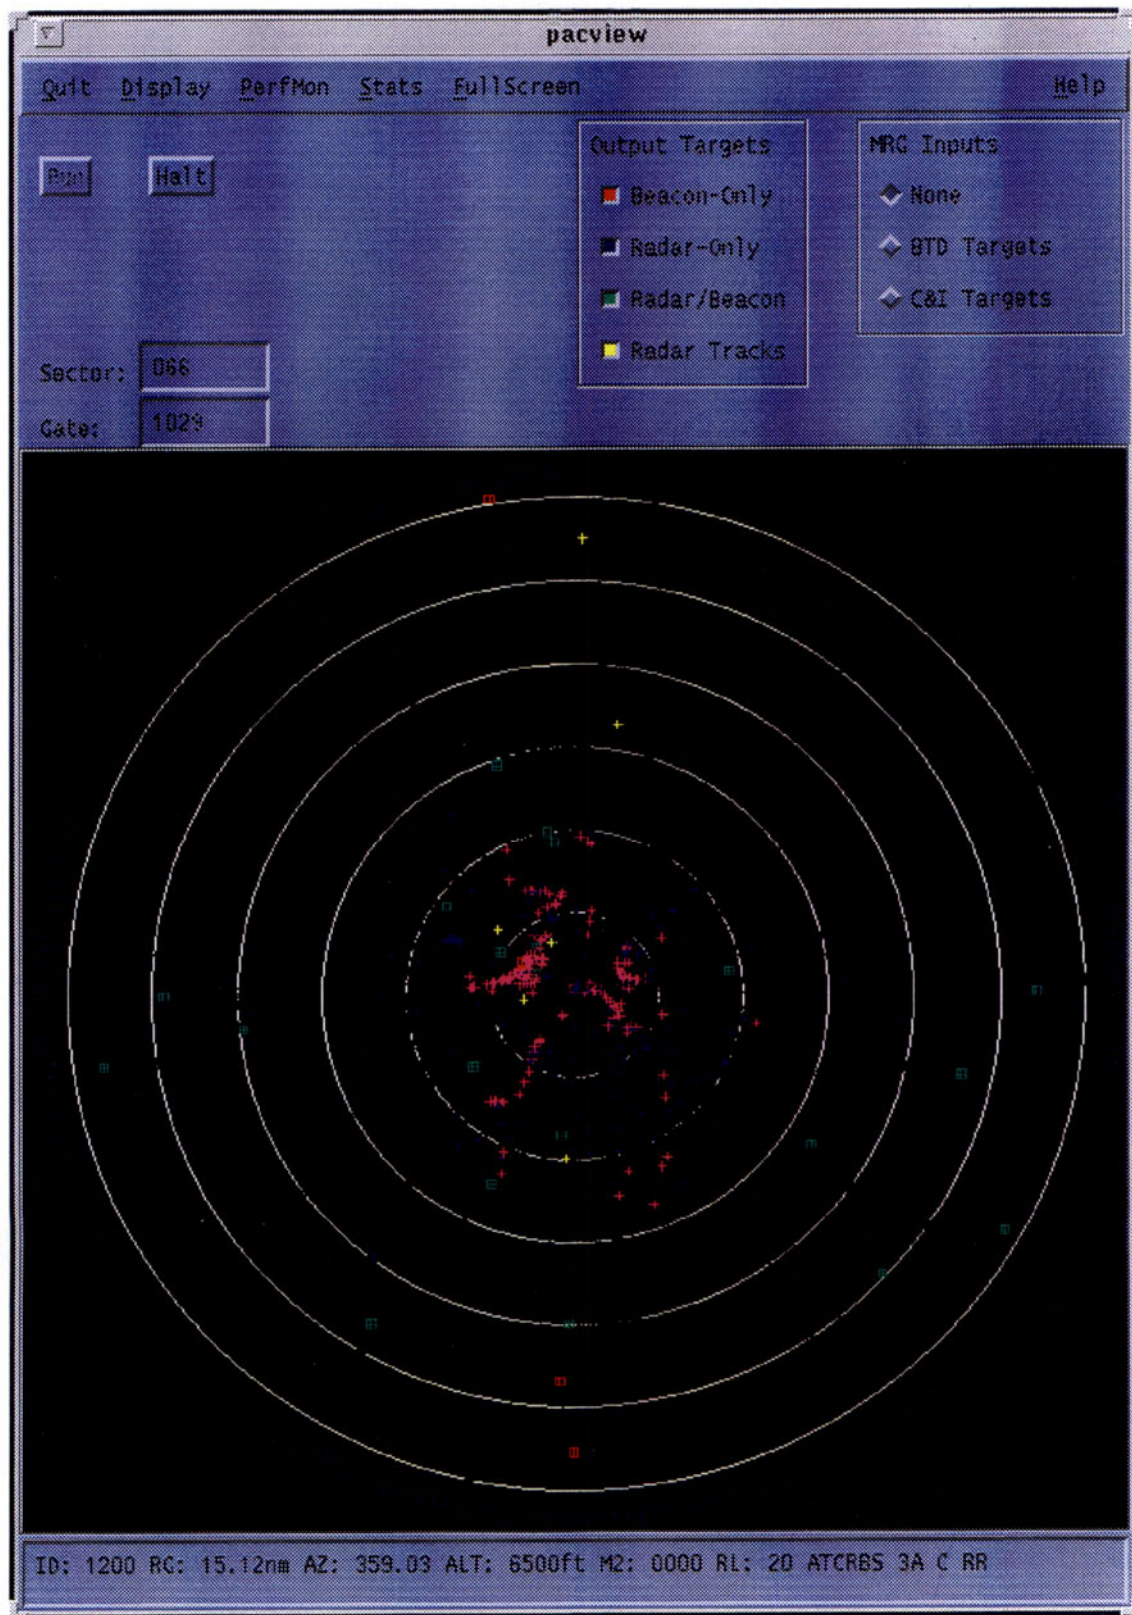 pacview
Quit Display PerfMon Stats FullScreen Help
Run Halt
Output Targets
Beacon-Only
Radar-Only
Radar/Beacon
Radar Tracks
MRG Inputs
None
BTD Targets
C&I Targets
Sector: 066
Gate: 1029
ID: 1200 RG: 15.12nm AZ: 359.03 ALT: 6500ft M2: 0000 RL: 20 ATCRBS 3A C RR